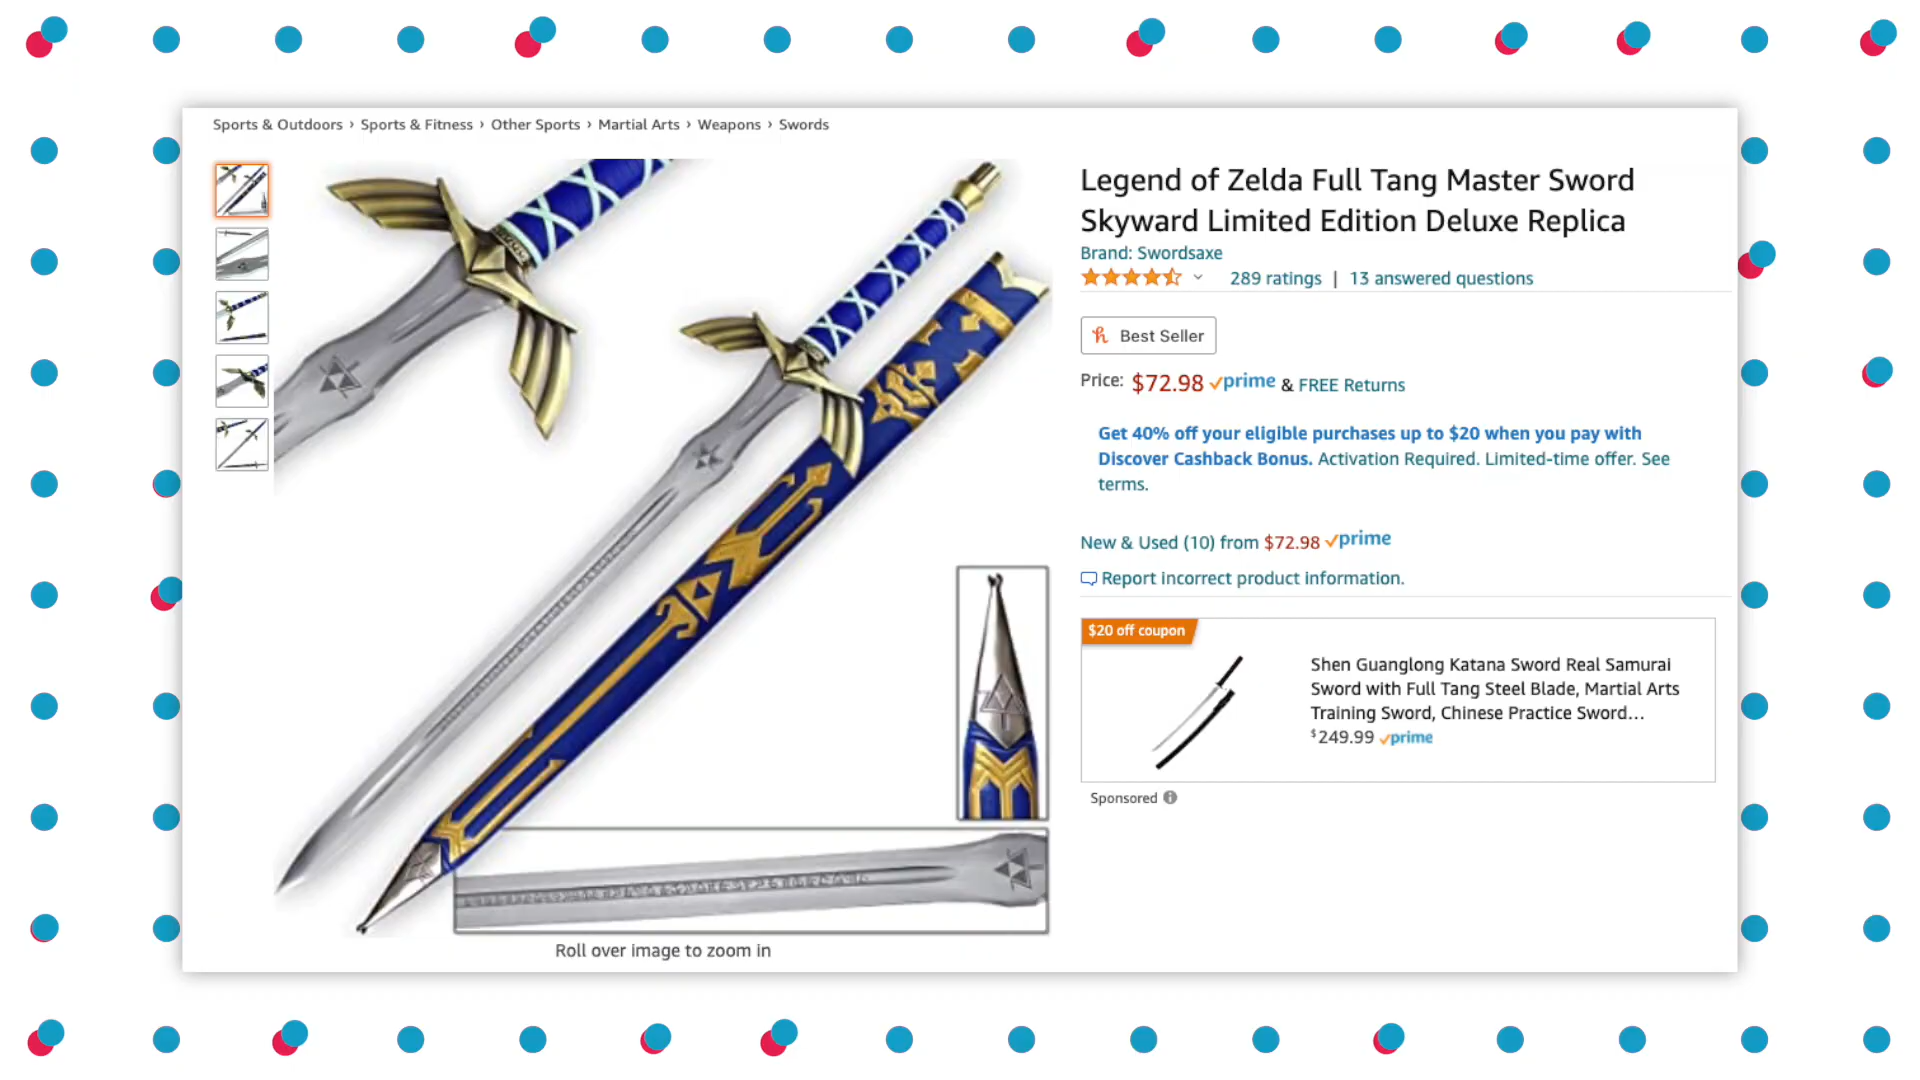 Sports & Outdoors › Sports & Fitness › Other Sports › Martial Arts › Weapons › Swords
Legend of Zelda Full Tang Master Sword
Skyward Limited Edition Deluxe Replica
Brand: Swordsaxe
289 ratings | 13 answered questions
Best Seller
Price: $72.98 prime & FREE Returns
Get 40% off your eligible purchases up to $20 when you pay with
Discover Cashback Bonus. Activation Required. Limited-time offer. See
terms.
New & Used (10) from $72.98 prime
Report incorrect product information.
$20 off coupon
Shen Guanglong Katana Sword Real Samurai
Sword with Full Tang Steel Blade, Martial Arts
Training Sword, Chinese Practice Sword...
$249.99 prime
Sponsored
Roll over image to zoom in